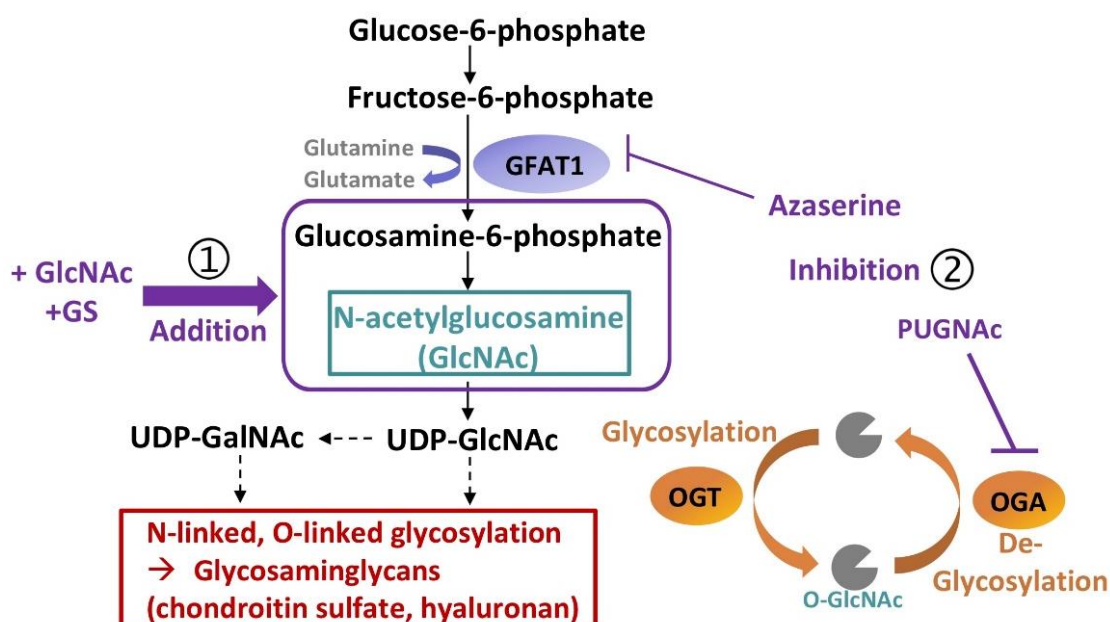 Glucose-6-phosphate
Fructose-6-phosphate
Glutamine
Glutamate
GFAT1
Azaserine
Glucosamine-6-phosphate
+ GlcNAc
+GS
①
Addition
Inhibition ②
N-acetylglucosamine
(GlcNAc)
PUGNAc
UDP-GalNAc
UDP-GlcNAc
Glycosylation
OGT
OGA
De-
Glycosylation
O-GlcNAc
N-linked, O-linked glycosylation
→ Glycosaminglycans
(chondroitin sulfate, hyaluronan)